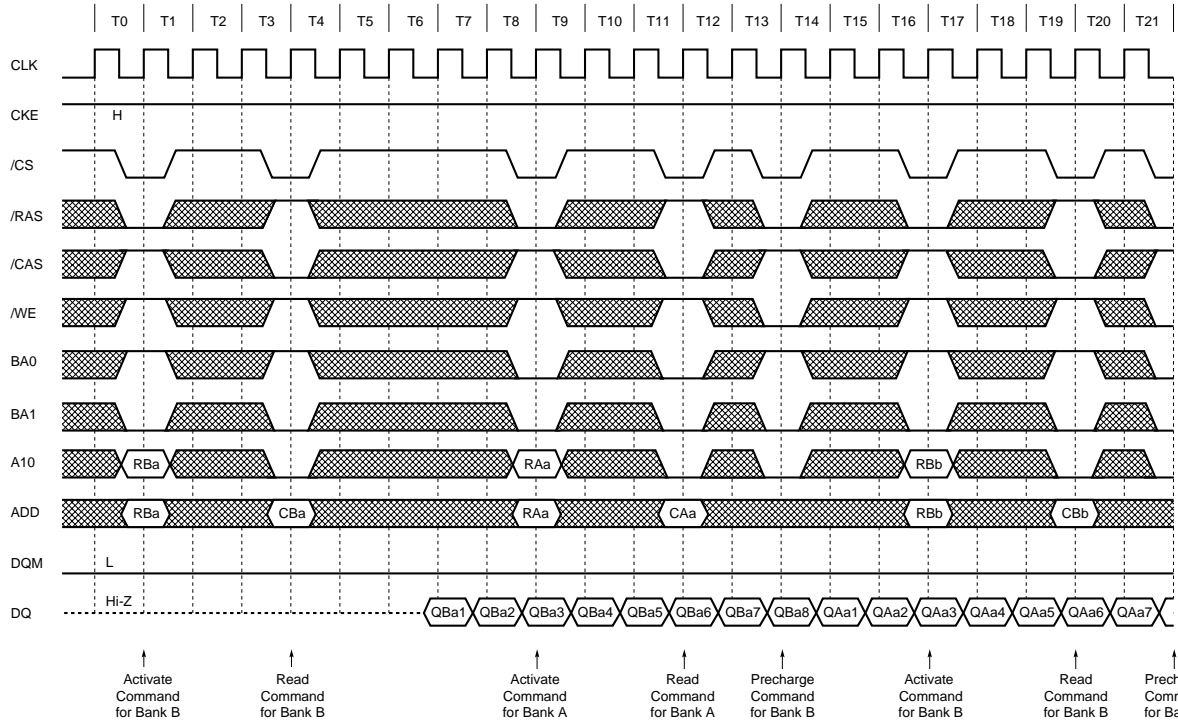 T0 T1 T2 T3 T4 T5 T6 T7 T8 T9 T10 T11 T12 T13 T14 T15 T16 T17 T18 T19 T20 T21
CLK
CKE H
/CS
/RAS
/CAS
/WE
BA0
BA1
A10 RBa RAa RBb
ADD RBa CBa RAa CAa RBb CBb
DQM L
DQ Hi-Z QBa1 QBa2 QBa3 QBa4 QBa5 QBa6 QBa7 QBa8 QAa1 QAa2 QAa3 QAa4 QAa5 QAa6 QAa7
Activate
Command
for Bank B
Read
Command
for Bank B
Activate
Command
for Bank A
Read
Command
for Bank A
Precharge
Command
for Bank B
Activate
Command
for Bank B
Read
Command
for Bank B
Prech
Comm
for Ba